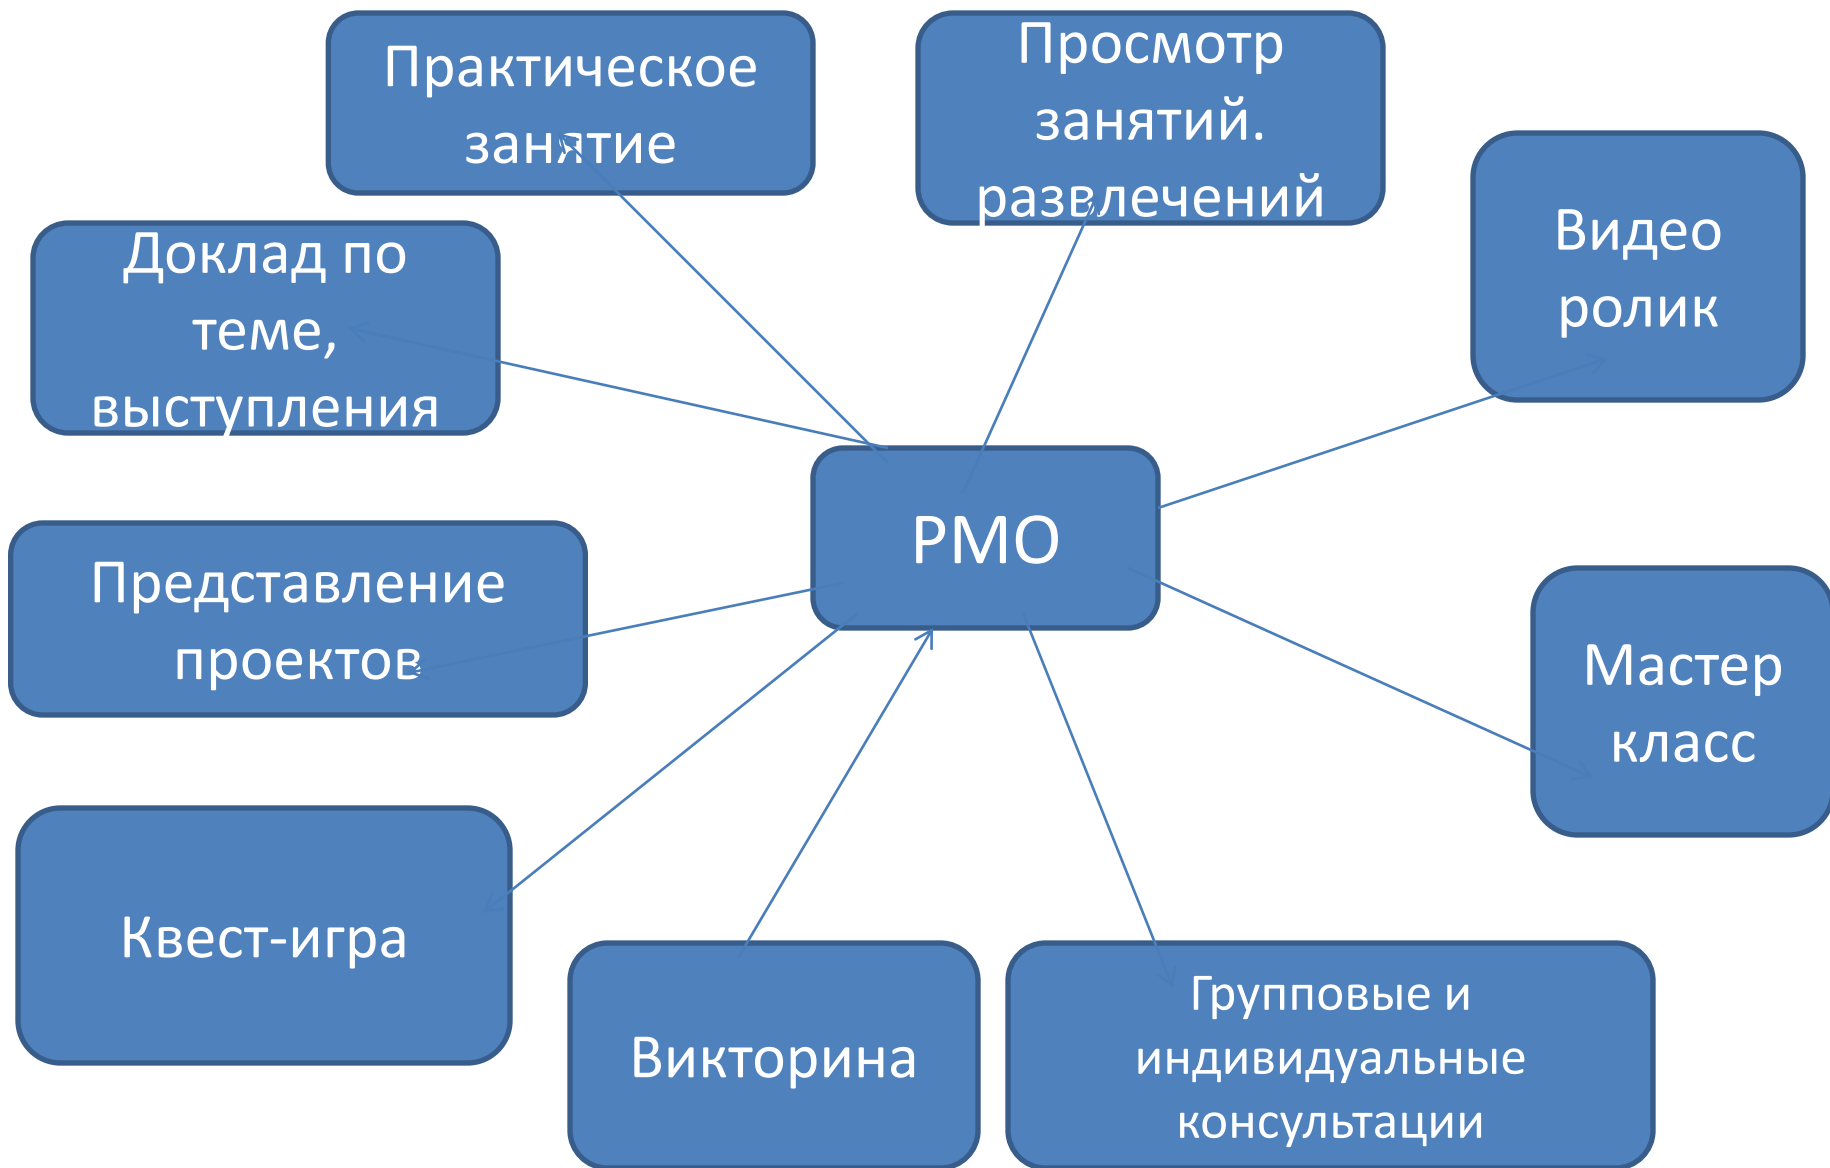 Практическое
занятие
Просмотр
занятий.
развлечений
Видео
ролик
Доклад по
теме,
выступления
РМО
Представление
проектов
Мастер
класс
Квест-игра
Викторина
Групповые и
индивидуальные
консультации